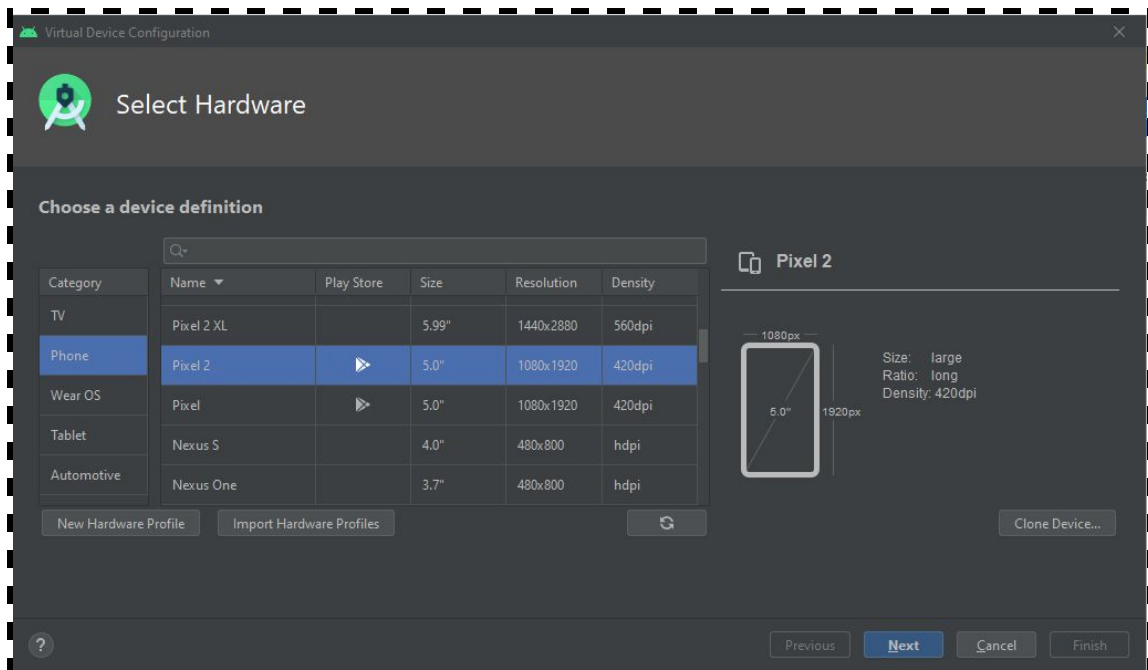 Virtual Device Configuration
Select Hardware
Choose a device definition
Category
TV
Phone
Wear OS
Tablet
Automotive
Name Play Store Size Resolution Density
Pixel 2 XL 5.99" 1440x2880 560dpi
Pixel 2 5.0" 1080x1920 420dpi
Pixel 5.0" 1080x1920 420dpi
Nexus S 4.0" 480x800 hdpi
Nexus One 3.7" 480x800 hdpi
New Hardware Profile Import Hardware Profiles
Pixel 2
1080px
5.0"
1920px
Size: large
Ratio: long
Density: 420dpi
Clone Device...
? Previous Next Cancel Finish